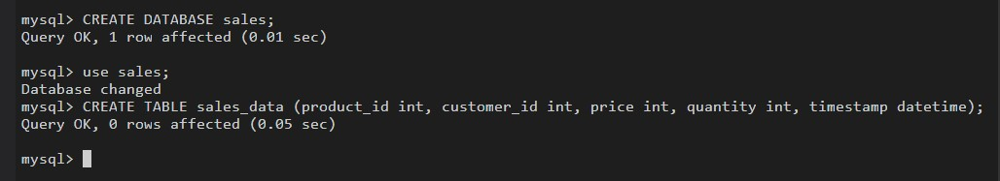 mysql> CREATE DATABASE sales;
Query OK, 1 row affected (0.01 sec)
mysql> use sales;
Database changed
mysql> CREATE TABLE sales_data (product_id int, customer_id int, price int, quantity int, timestamp datetime);
Query OK, 0 rows affected (0.05 sec)
mysql>